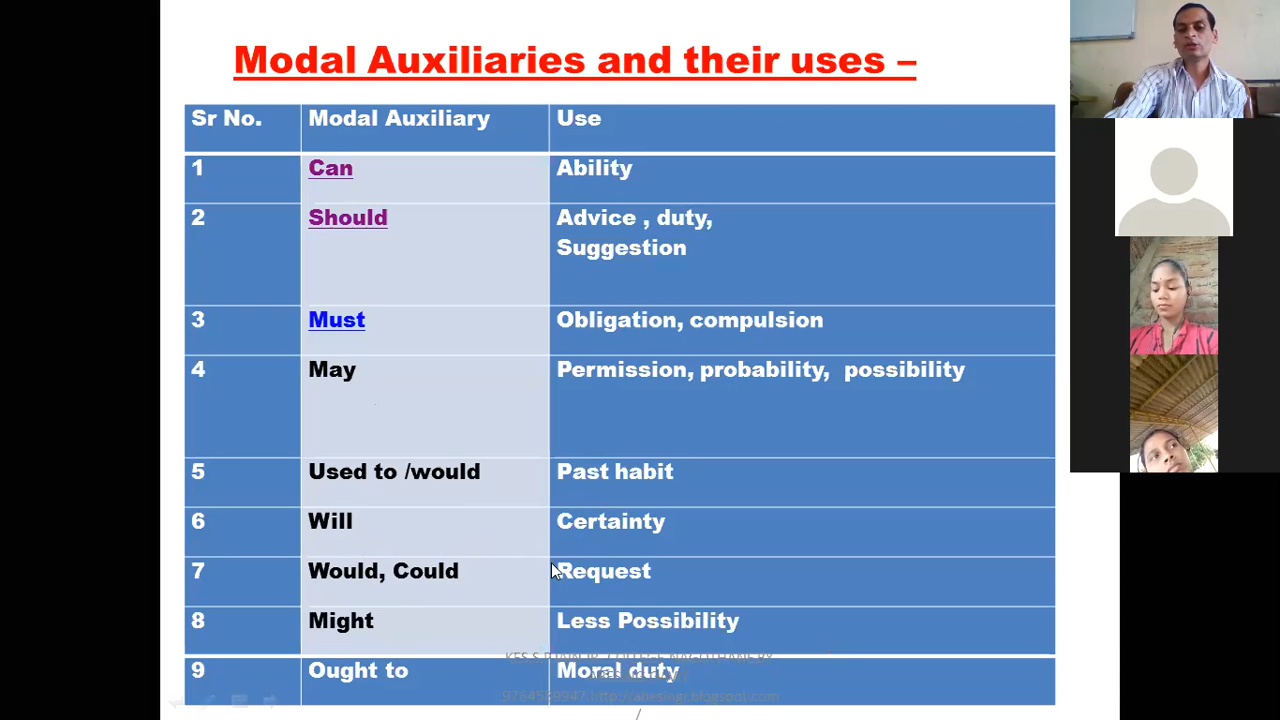 Modal Auxiliaries and their uses –
Sr No. Modal Auxiliary Use
1 Can Ability
2 Should Advice , duty,
Suggestion
3 Must Obligation, compulsion
4 May Permission, probability, possibility
5 Used to /would Past habit
6 Will Certainty
7 Would, Could Request
8 Might Less Possibility
9 Ought to Moral duty
/